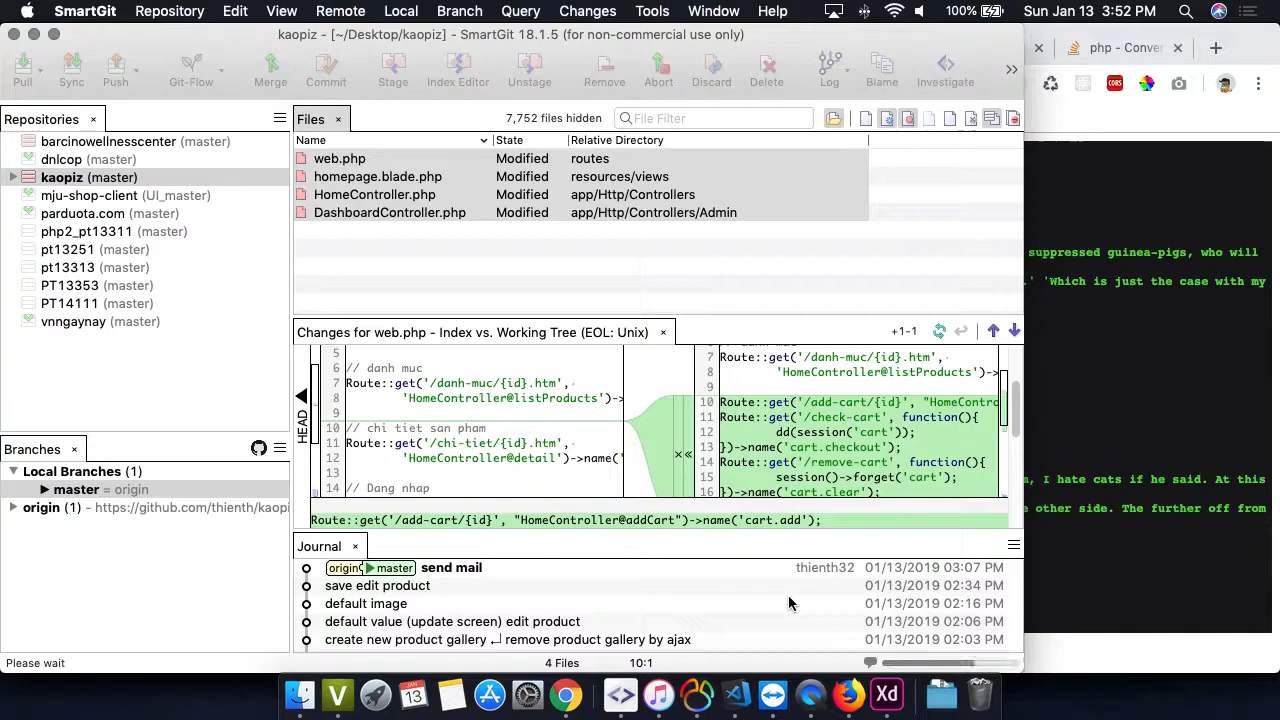 SmartGit Repository Edit View Remote Local Branch Query Changes Tools Window Help 100% Sun Jan 13 3:52 PM
kaopiz - [~/Desktop/kaopiz] - SmartGit 18.1.5 (for non-commercial use only)
php - Conver
Pull Sync Push Git-Flow Merge Commit Stage Index Editor Unstage Remove Abort Discard Delete Log Blame Investigate
CORS
Repositories
Files
7,752 files hidden
File Filter
Name State Relative Directory
barcinowellnesscenter (master)
dnlcop (master)
kaopiz (master)
mju-shop-client (UI_master)
parduota.com (master)
php2_pt13311 (master)
pt13251 (master)
pt13313 (master)
PT13353 (master)
PT14111 (master)
vnngaynay (master)
web.php Modified routes
homepage.blade.php Modified resources/views
HomeController.php Modified app/Http/Controllers
DashboardController.php Modified app/Http/Controllers/Admin
suppressed guinea-pigs, who will
.' 'Which is just the case with my
Changes for web.php - Index vs. Working Tree (EOL: Unix)
+1-1
HEAD
5
6 // danh muc
7 Route::get('/danh-muc/{id}.htm',
8 'HomeController@listProducts')->
9
10 // chi tiet san pham
11 Route::get('/chi-tiet/{id}.htm',
12 'HomeController@detail')->name('
13
14 // Dang nhap
7 Route::get('/danh-muc/{id}.htm',
8 'HomeController@listProducts')->
9
10 Route::get('/add-cart/{id}', "HomeContro
11 Route::get('/check-cart', function(){
12 dd(session('cart'));
13 })->name('cart.checkout');
14 Route::get('/remove-cart', function(){
15 session()->forget('cart');
16 })->name('cart.clear');
Route::get('/add-cart/{id}', "HomeController@addCart")->name('cart.add');
Branches
Local Branches (1)
master = origin
origin (1) - https://github.com/thienth/kaopi
, I hate cats if he said. At this
other side. The further off from
Journal
origin master send mail thienth32 01/13/2019 03:07 PM
save edit product 01/13/2019 02:34 PM
default image 01/13/2019 02:16 PM
default value (update screen) edit product 01/13/2019 02:06 PM
create new product gallery ↵ remove product gallery by ajax 01/13/2019 02:03 PM
Please wait
4 Files
10:1
V
JAN
13
Xd